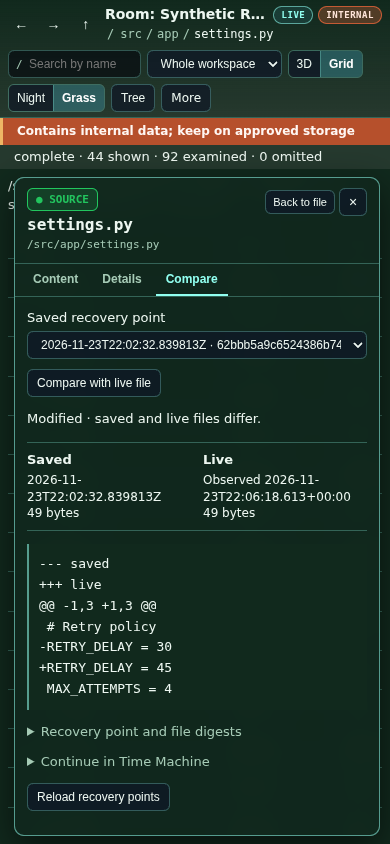 ← → ↑ Room: Synthetic R… LIVE INTERNAL
/ src / app / settings.py
/ Search by name Whole workspace 3D Grid
Night Grass Tree More
Contains internal data; keep on approved storage
complete · 44 shown · 92 examined · 0 omitted
● SOURCE Back to file ×
settings.py
/src/app/settings.py
Content Details Compare
Saved recovery point
2026-11-23T22:02:32.839813Z · 62bbb5a9c6524386b74
Compare with live file
Modified · saved and live files differ.
Saved Live
2026-11- Observed 2026-11-
23T22:02:32.839813Z 23T22:06:18.613+00:00
49 bytes 49 bytes
--- saved
+++ live
@@ -1,3 +1,3 @@
# Retry policy
-RETRY_DELAY = 30
+RETRY_DELAY = 45
MAX_ATTEMPTS = 4
▶ Recovery point and file digests
▶ Continue in Time Machine
Reload recovery points